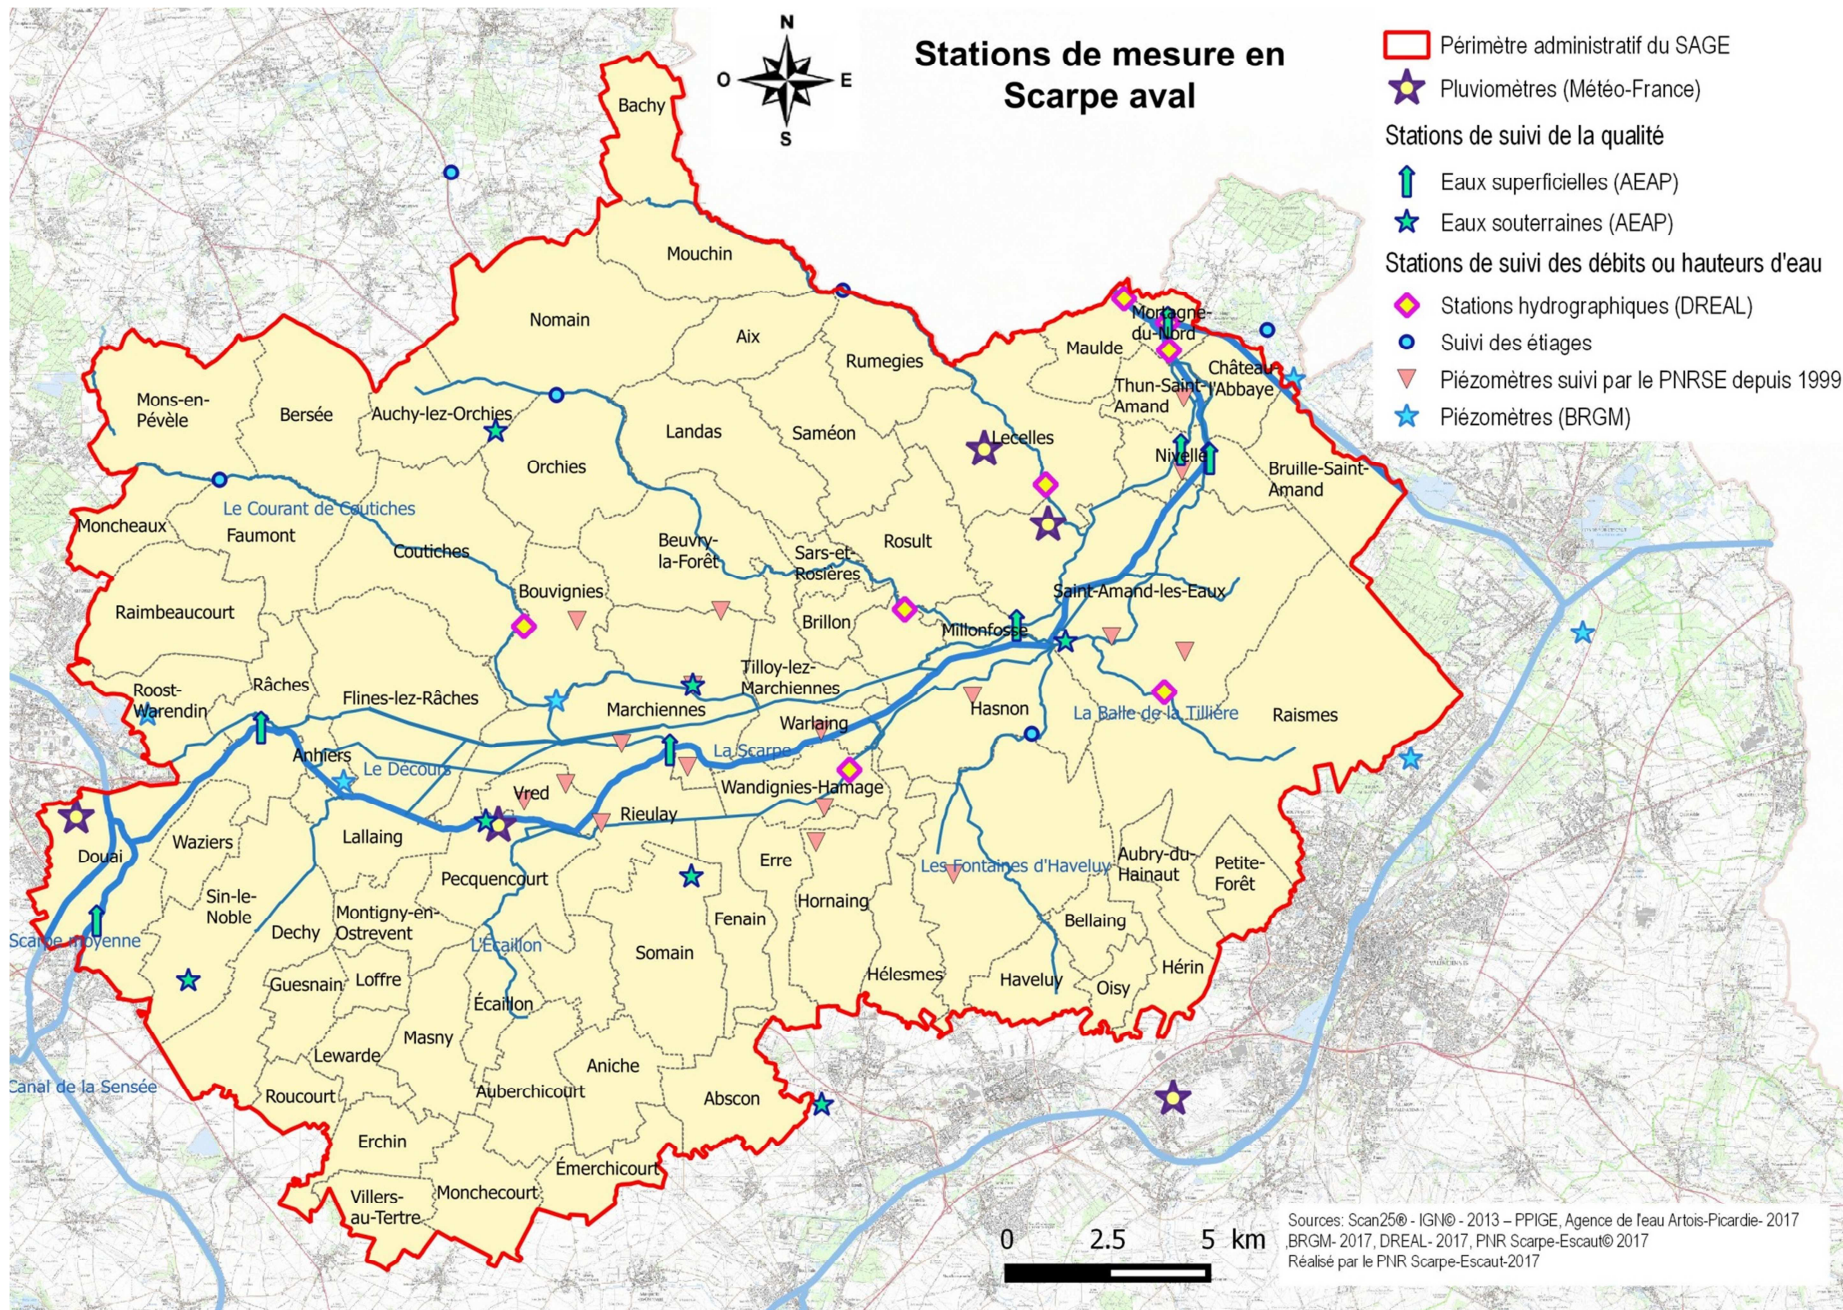 Stations de mesure en
Scarpe aval
N
O
E
S
Périmètre administratif du SAGE
Pluviomètres (Météo-France)
Stations de suivi de la qualité
Eaux superficielles (AEAP)
Eaux souterraines (AEAP)
Stations de suivi des débits ou hauteurs d'eau
Stations hydrographiques (DREAL)
Suivi des étiages
Piézomètres suivi par le PNRSE depuis 1999
Piézomètres (BRGM)
Bachy
Mouchin
Nomain
Aix
Rumegies
Mortagne-
du-Nord
Maulde
Château-
l'Abbaye
Thun-Saint-
Amand
Mons-en-
Pévèle
Bersée
Auchy-lez-Orchies
Landas
Saméon
Lecelles
Nivelle
Bruille-Saint-
Amand
Orchies
Le Courant de Coutiches
Moncheaux
Faumont
Coutiches
Beuvry-
la-Forêt
Sars-et-
Rosières
Rosult
Bouvignies
Saint-Amand-les-Eaux
Raimbeaucourt
Brillon
Millonfosse
Tilloy-lez-
Marchiennes
Râches
Roost-
Warendin
Flines-lez-Râches
Marchiennes
Warlaing
Hasnon
La Balle de la Tillière
Raismes
La Scarpe
Anhiers
Le Décours
Vred
Wandignies-Hamage
Rieulay
Waziers
Lallaing
Douai
Pecquencourt
Erre
Les Fontaines d'Haveluy
Aubry-du-
Hainaut
Petite-
Forêt
Sin-le-
Noble
Hornaing
Montigny-en-
Ostrevent
Fenain
Bellaing
Dechy
Scarpe moyenne
L'Écaillon
Somain
Guesnain
Loffre
Hélesmes
Haveluy
Oisy
Hérin
Écaillon
Masny
Lewarde
Aniche
Canal de la Sensée
Roucourt
Auberchicourt
Abscon
Erchin
Émerchicourt
Villers-
au-Tertre
Monchecourt
0 2.5 5 km
Sources: Scan25® - IGN© - 2013 – PPIGE, Agence de l'eau Artois-Picardie- 2017
,BRGM- 2017, DREAL- 2017, PNR Scarpe-Escaut© 2017
Réalisé par le PNR Scarpe-Escaut-2017